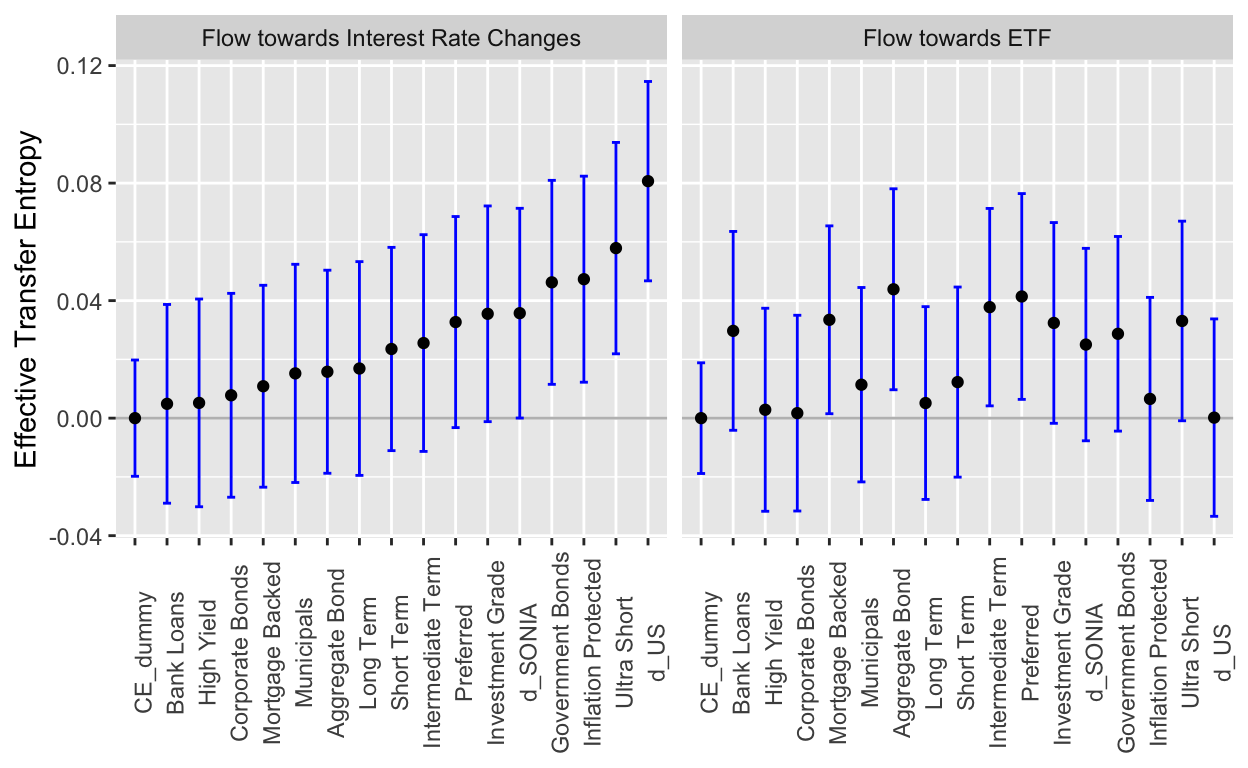 Flow towards Interest Rate Changes
Flow towards ETF
Effective Transfer Entropy
0.12
0.08
0.04
0.00
-0.04
CE_dummy
Bank Loans
High Yield
Corporate Bonds
Mortgage Backed
Municipals
Aggregate Bond
Long Term
Short Term
Intermediate Term
Preferred
Investment Grade
d_SONIA
Government Bonds
Inflation Protected
Ultra Short
d_US
CE_dummy
Bank Loans
High Yield
Corporate Bonds
Mortgage Backed
Municipals
Aggregate Bond
Long Term
Short Term
Intermediate Term
Preferred
Investment Grade
d_SONIA
Government Bonds
Inflation Protected
Ultra Short
d_US